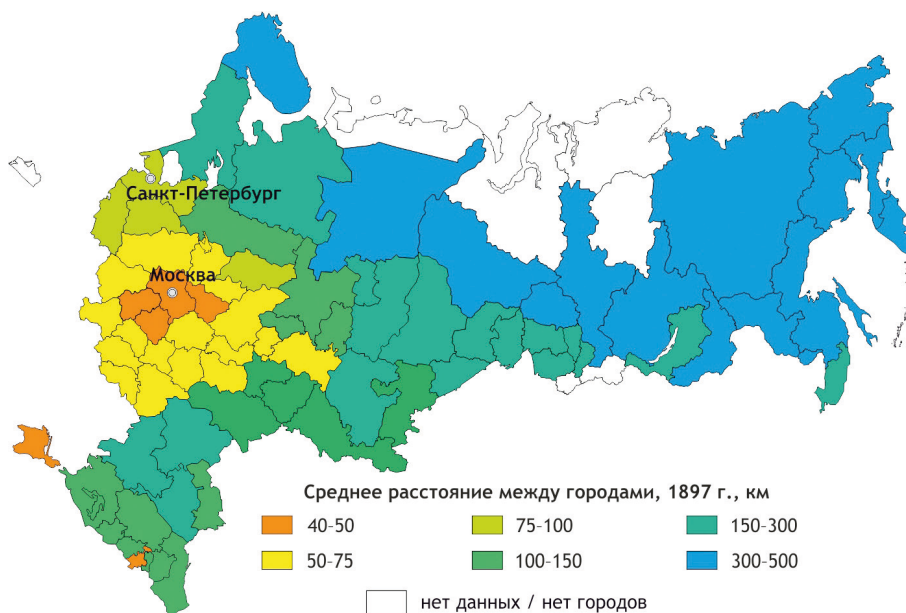 Санкт-Петербург
Москва
Среднее расстояние между городами, 1897 г., км
40-50
75-100
150-300
50-75
100-150
300-500
нет данных / нет городов